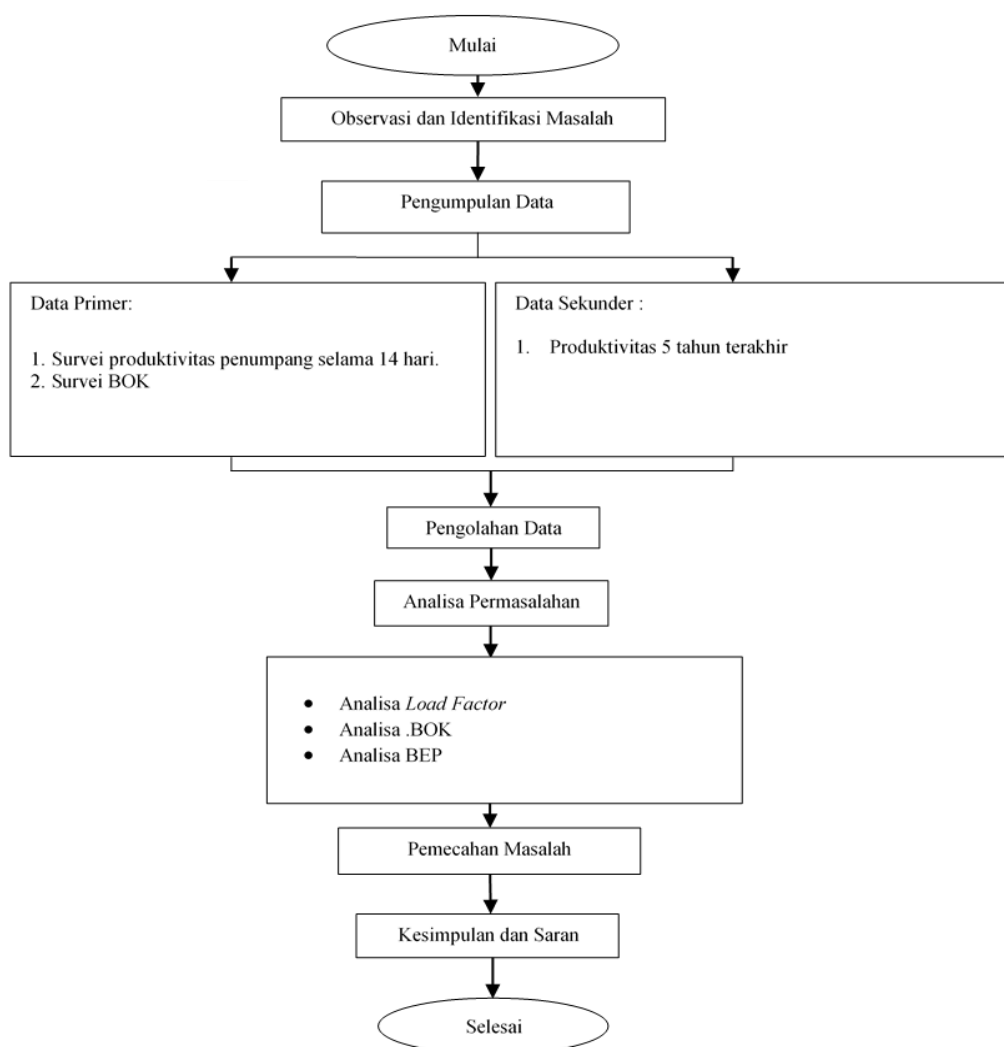 Mulai
Observasi dan Identifikasi Masalah
Pengumpulan Data
Data Primer:
1. Survei produktivitas penumpang selama 14 hari.
2. Survei BOK
Data Sekunder :
1. Produktivitas 5 tahun terakhir
Pengolahan Data
Analisa Permasalahan
• Analisa Load Factor
• Analisa .BOK
• Analisa BEP
Pemecahan Masalah
Kesimpulan dan Saran
Selesai